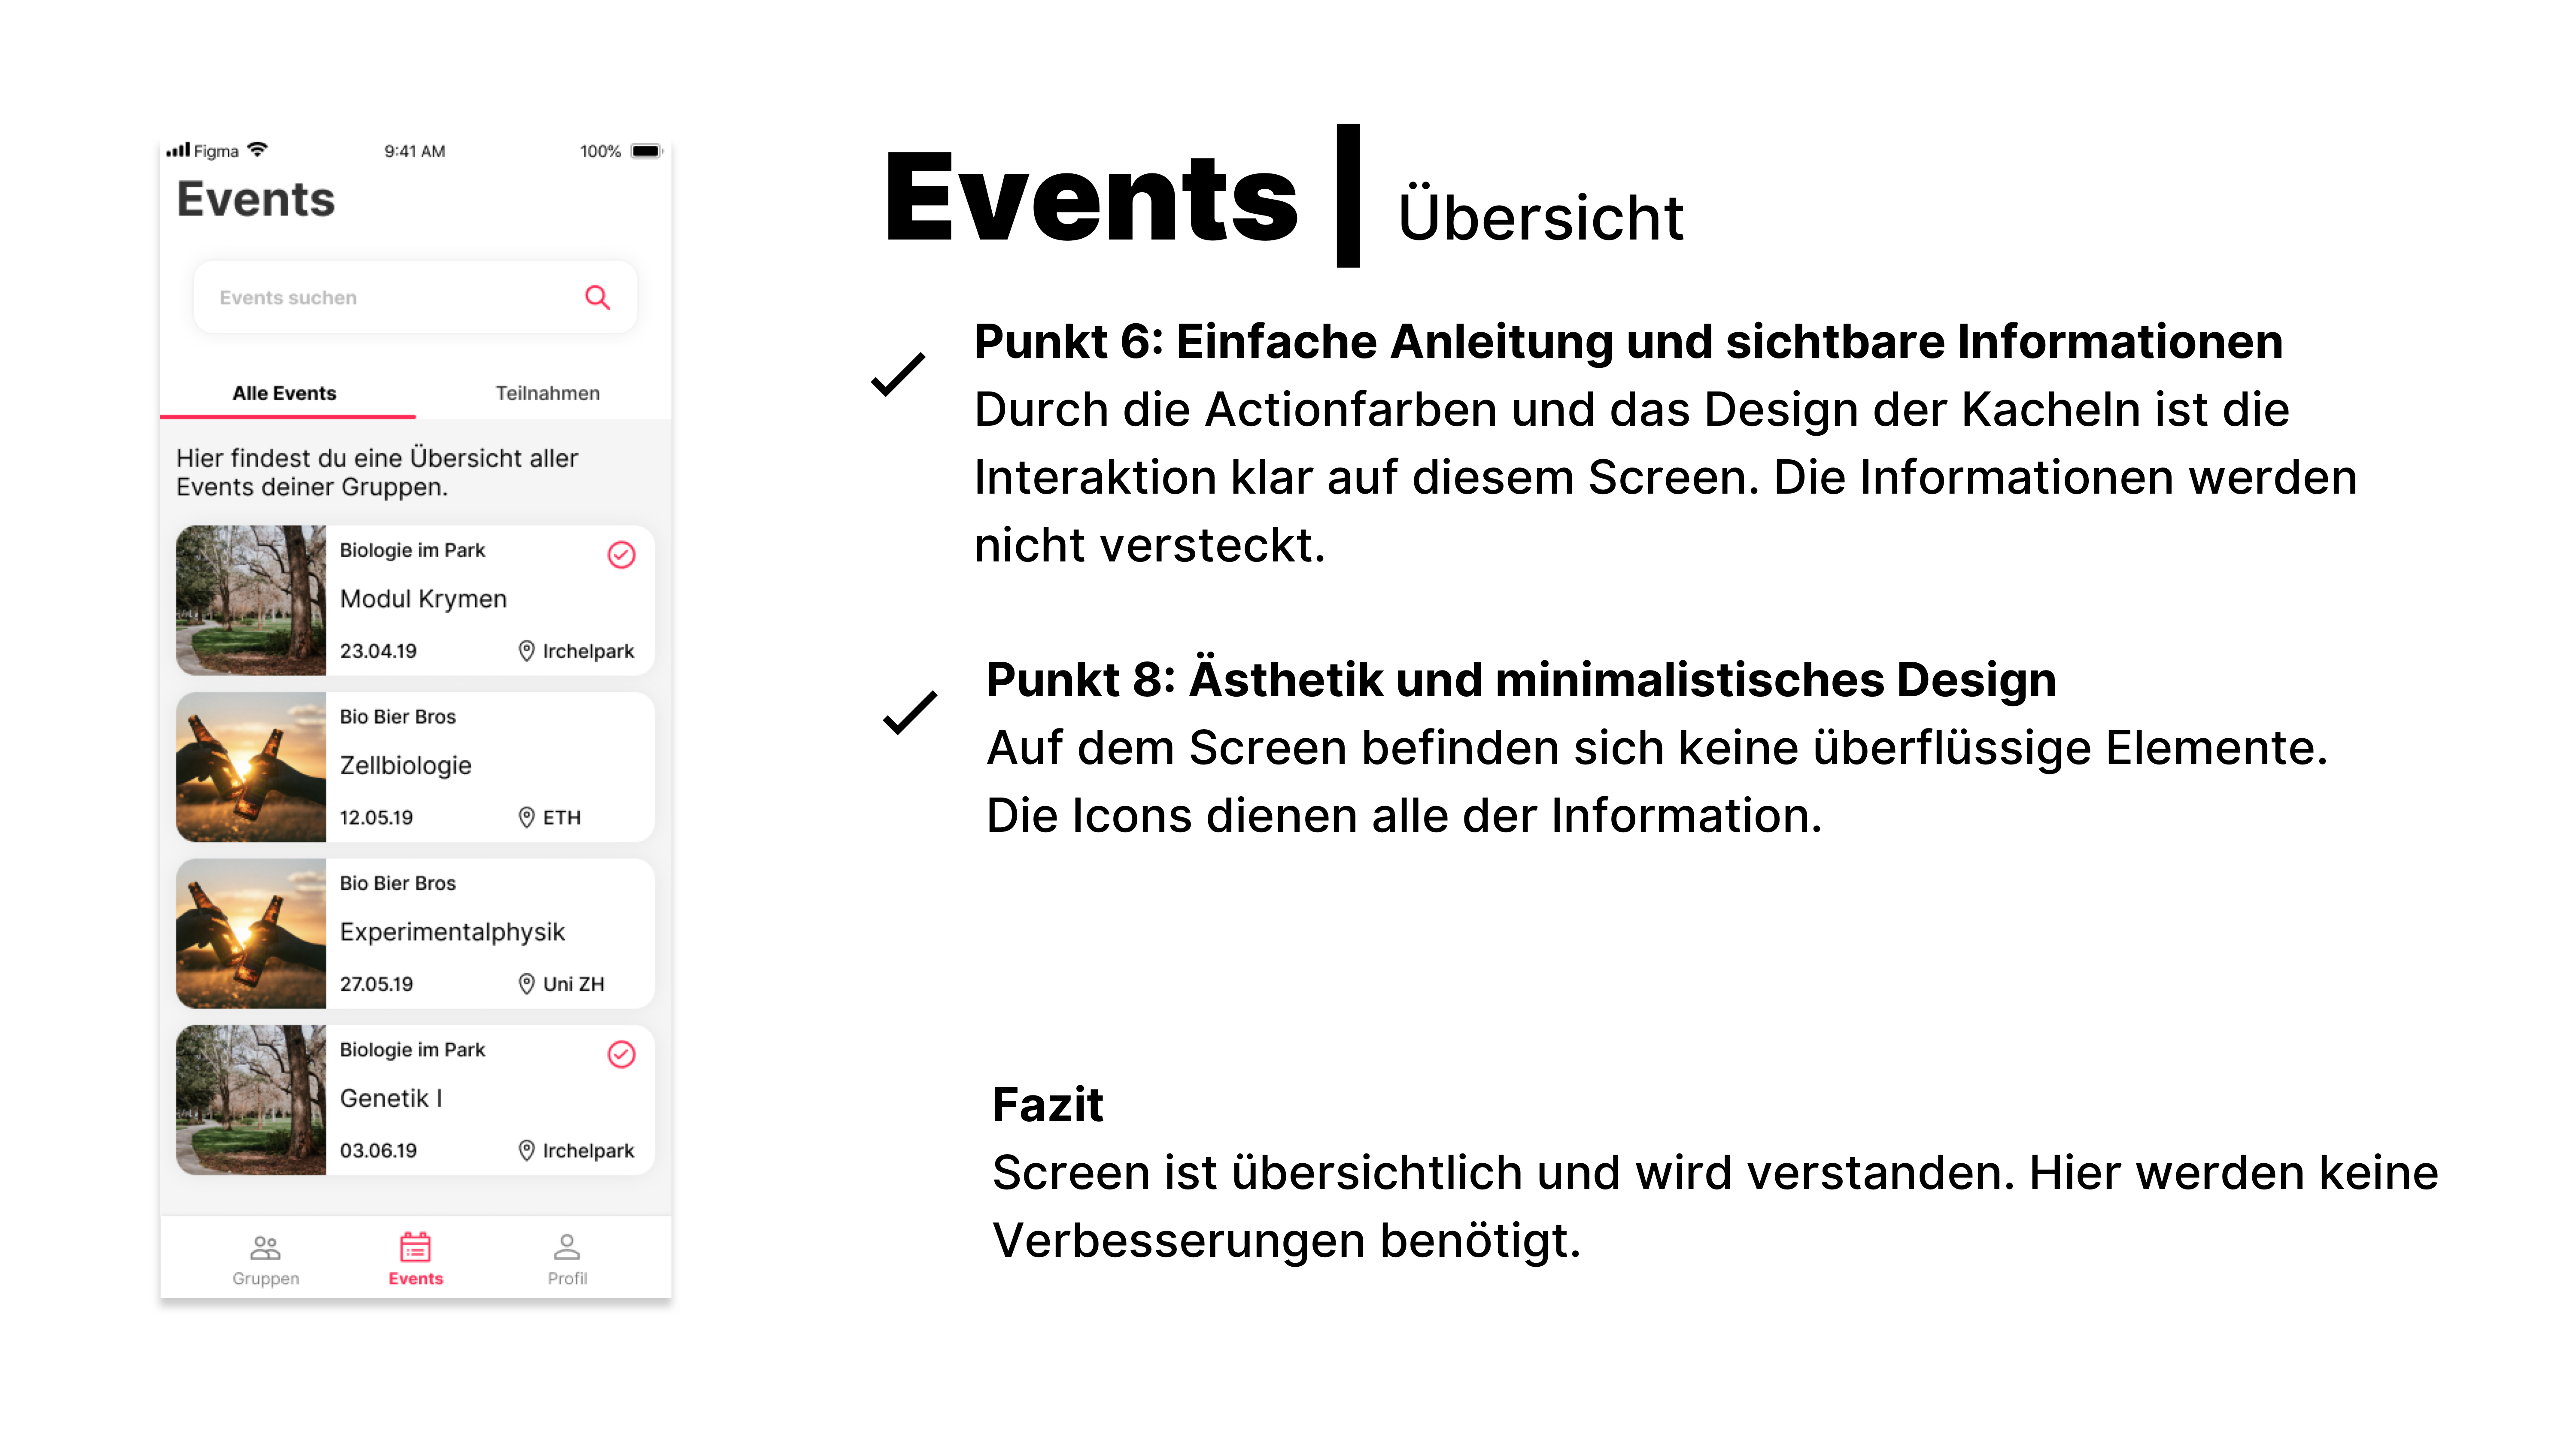 Figma
9:41 AM
100%
Events
Events suchen
Alle Events
Teilnahmen
Hier findest du eine Übersicht aller
Events deiner Gruppen.
Biologie im Park
Modul Krymen
23.04.19
Irchelpark
Bio Bier Bros
Zellbiologie
12.05.19
ETH
Bio Bier Bros
Experimentalphysik
27.05.19
Uni ZH
Biologie im Park
Genetik I
03.06.19
Irchelpark
Gruppen
Events
Profil
Events | Übersicht
Punkt 6: Einfache Anleitung und sichtbare Informationen
Durch die Actionfarben und das Design der Kacheln ist die
Interaktion klar auf diesem Screen. Die Informationen werden
nicht versteckt.
Punkt 8: Ästhetik und minimalistisches Design
Auf dem Screen befinden sich keine überflüssige Elemente.
Die Icons dienen alle der Information.
Fazit
Screen ist übersichtlich und wird verstanden. Hier werden keine
Verbesserungen benötigt.